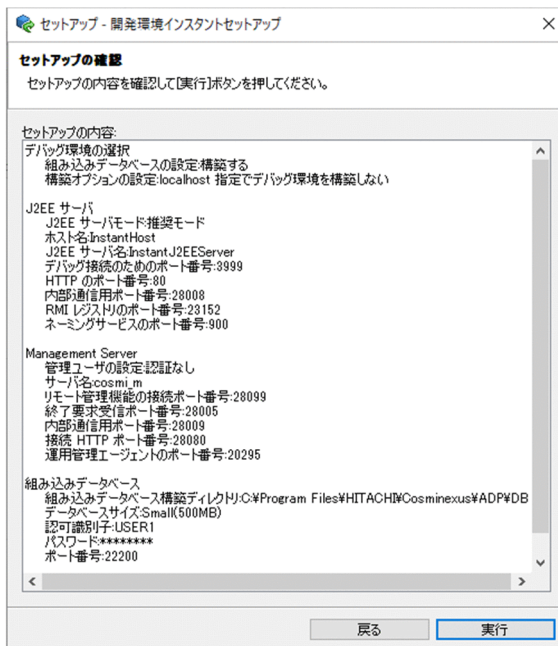 セットアップ - 開発環境インスタントセットアップ
セットアップの確認
セットアップの内容を確認して[実行]ボタンを押してください。
セットアップの内容:
デバッグ環境の選択
組み込みデータベースの設定:構築する
構築オプションの設定:localhost 指定でデバッグ環境を構築しない
J2EE サーバ
J2EE サーバモード:推奨モード
ホスト名:InstantHost
J2EE サーバ名:InstantJ2EEServer
デバッグ接続のためのポート番号:3999
HTTP のポート番号:80
内部通信用ポート番号:28008
RMI レジストリのポート番号:23152
ネーミングサービスのポート番号:900
Management Server
管理ユーザの設定:認証なし
サーバ名:cosmi_m
リモート管理機能の接続ポート番号:28099
終了要求受信ポート番号:28005
内部通信用ポート番号:28009
接続 HTTP ポート番号:28080
運用管理エージェントのポート番号:20295
組み込みデータベース
組み込みデータベース構築ディレクトリ:C:¥Program Files¥HITACHI¥Cosminexus¥ADP¥DB
データベースサイズ:Small(500MB)
認可識別子:USER1
パスワード:********
ポート番号:22200
戻る
実行